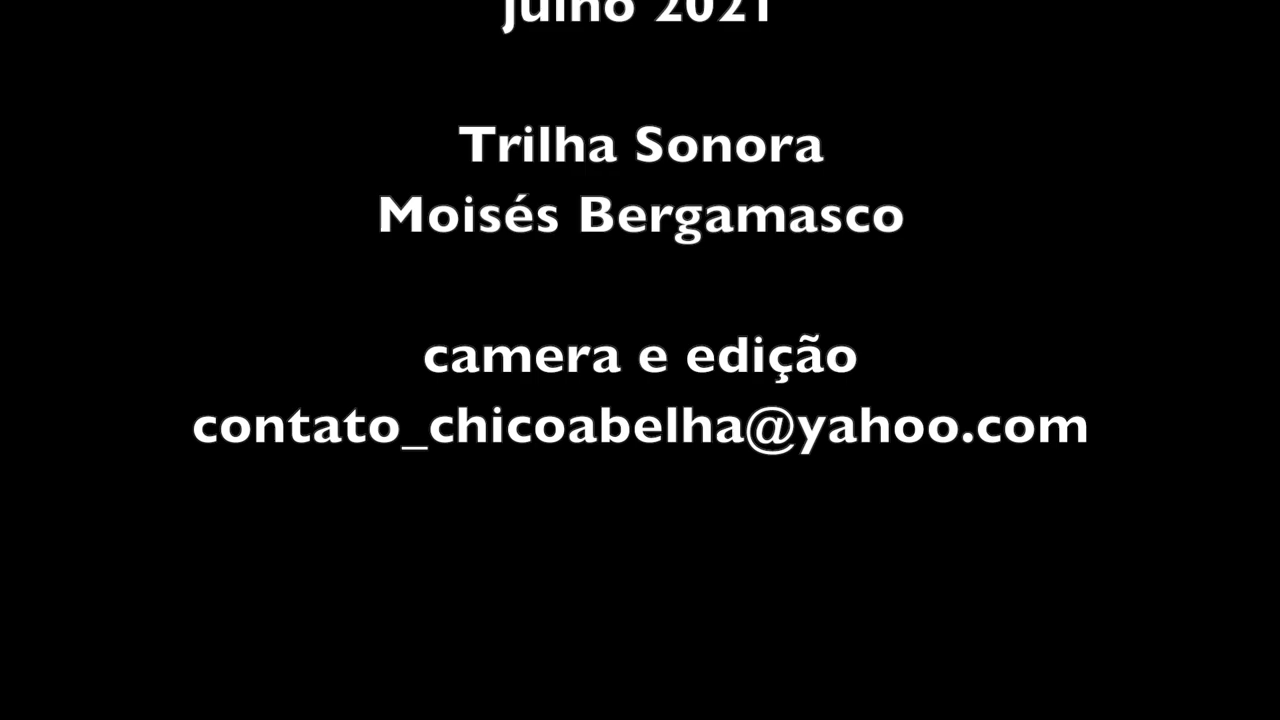 julho 2021
Trilha Sonora
Moisés Bergamasco
camera e edição
contato_chicoabelha@yahoo.com